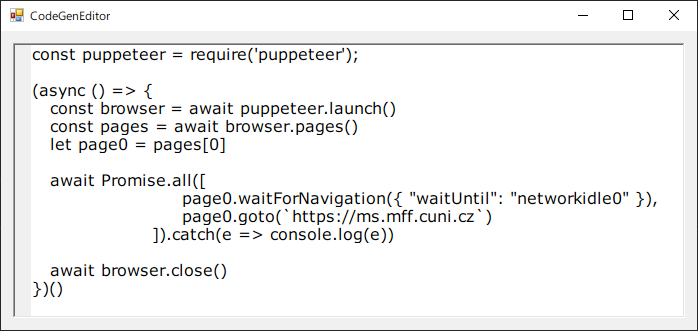 CodeGenEditor
const puppeteer = require('puppeteer');
(async () => {
const browser = await puppeteer.launch()
const pages = await browser.pages()
let page0 = pages[0]
await Promise.all([
page0.waitForNavigation({ "waitUntil": "networkidle0" }),
page0.goto(`https://ms.mff.cuni.cz`)
]).catch(e => console.log(e))
await browser.close()
})()